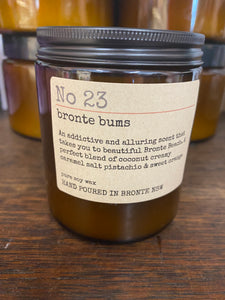 No 23
bronte bums
An addictive and alluring scent that
takes you to beautiful Bronte Beach. A
perfect blend of coconut creamy
caramel salt pistachio & sweet orange
pure soy wax
HAND POURED IN BRONTE NSW